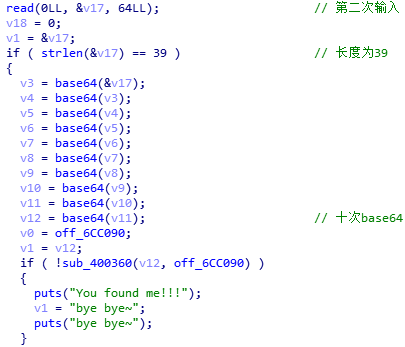 read(0LL, &v17, 64LL); // 第二次输入
v18 = 0;
v1 = &v17;
if ( strlen(&v17) == 39 ) // 长度为39
{
v3 = base64(&v17);
v4 = base64(v3);
v5 = base64(v4);
v6 = base64(v5);
v7 = base64(v6);
v8 = base64(v7);
v9 = base64(v8);
v10 = base64(v9);
v11 = base64(v10);
v12 = base64(v11); // 十次base64
v0 = off_6CC090;
v1 = v12;
if ( !sub_400360(v12, off_6CC090) )
{
puts("You found me!!!");
v1 = "bye bye~";
puts("bye bye~");
}